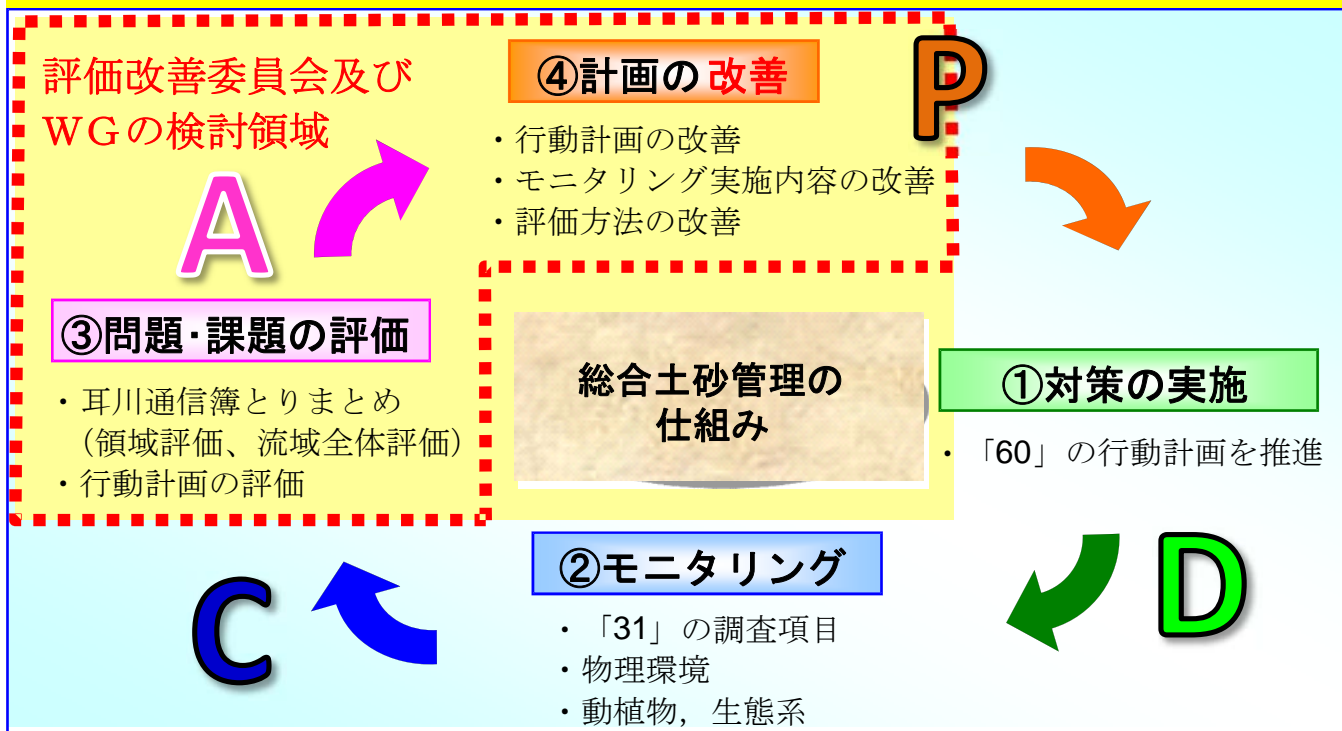 評価改善委員会及び
WGの検討領域
④計画の改善
・行動計画の改善
・モニタリング実施内容の改善
・評価方法の改善
P
A
③問題･課題の評価
・耳川通信簿とりまとめ
（領域評価、流域全体評価）
・行動計画の評価
総合土砂管理の
仕組み
①対策の実施
・「60」の行動計画を推進
D
②モニタリング
・「31」の調査項目
・物理環境
・動植物，生態系
C